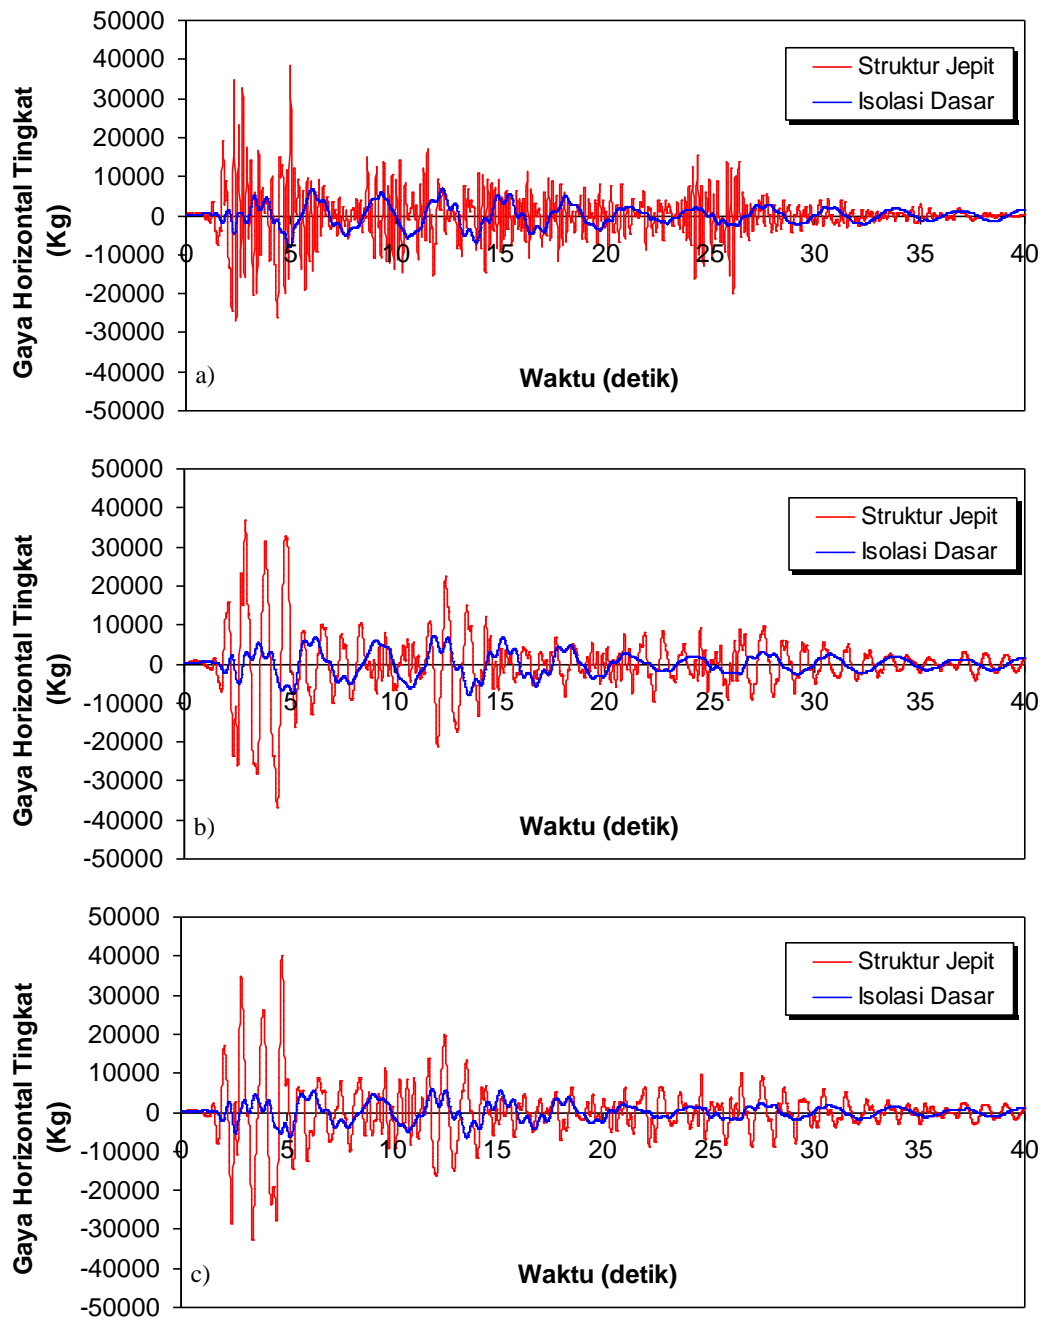 Gaya Horizontal Tingkat
(Kg)
50000
40000
30000
20000
10000
0
-10000
-20000
-30000
-40000
-50000
0 5 10 15 20 25 30 35 40
Struktur Jepit
Isolasi Dasar
a)
Waktu (detik)
Gaya Horizontal Tingkat
(Kg)
50000
40000
30000
20000
10000
0
-10000
-20000
-30000
-40000
-50000
0 5 10 15 20 25 30 35 40
Struktur Jepit
Isolasi Dasar
b)
Waktu (detik)
Gaya Horizontal Tingkat
(Kg)
50000
40000
30000
20000
10000
0
-10000
-20000
-30000
-40000
-50000
0 5 10 15 20 25 30 35 40
Struktur Jepit
Isolasi Dasar
c)
Waktu (detik)